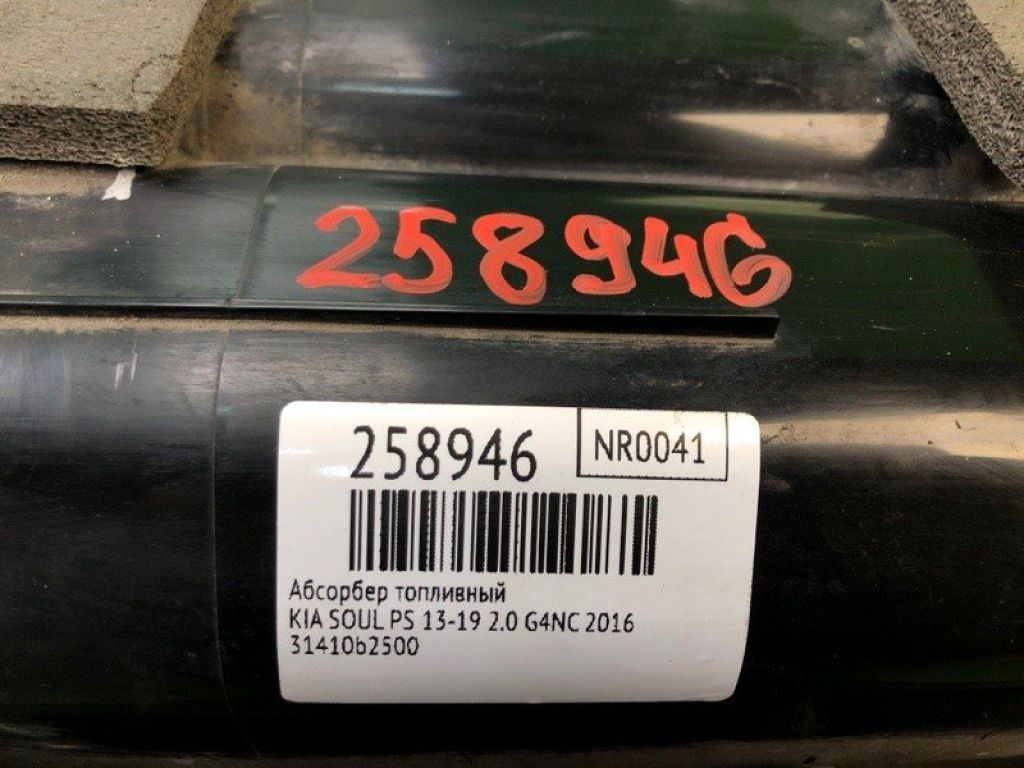 258946
258946
NR0041
Абсорбер топливный
KIA SOUL PS 13-19 2.0 G4NC 2016
31410b2500